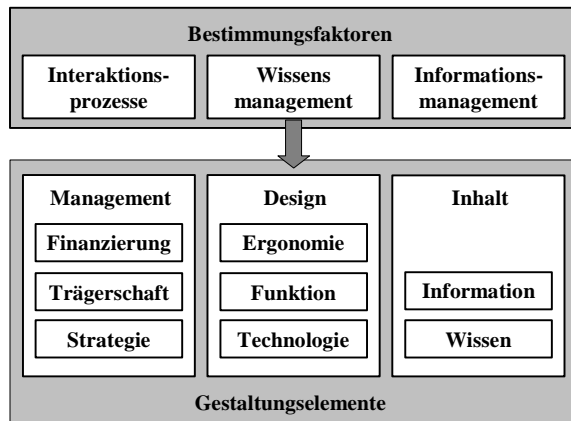 Bestimmungsfaktoren
Interaktions-
prozesse
Wissens
management
Informations-
management
Management
Finanzierung
Trägerschaft
Strategie
Design
Ergonomie
Funktion
Technologie
Inhalt
Information
Wissen
Gestaltungselemente